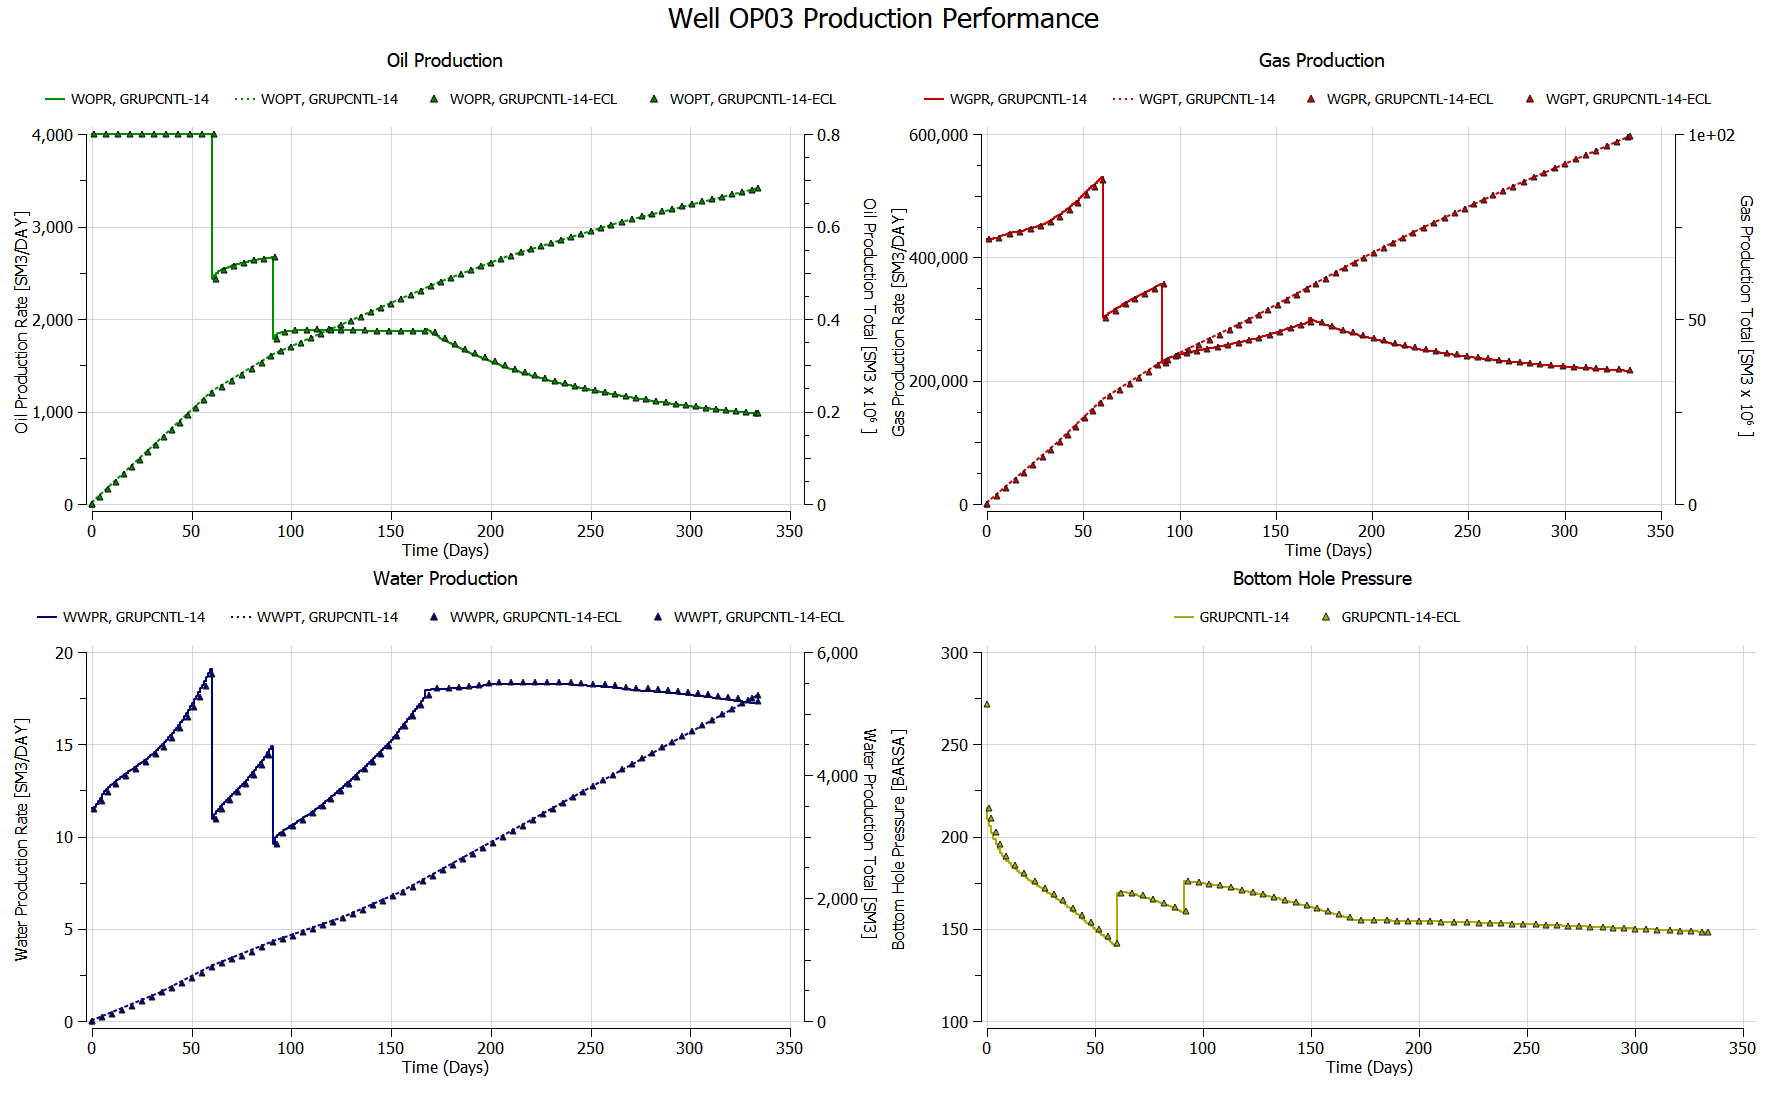 Well OP03 Production Performance
Oil Production
WOPR, GRUPCNTL-14 WOPT, GRUPCNTL-14 WOPR, GRUPCNTL-14-ECL WOPT, GRUPCNTL-14-ECL
Oil Production Rate [SM3/DAY]
4,000
3,000
2,000
1,000
0
0.8
0.6
0.4
0.2
0
Oil Production Total [SM3 x 10⁶ ]
0 50 100 150 200 250 300 350
Time (Days)
Gas Production
WGPR, GRUPCNTL-14 WGPT, GRUPCNTL-14 WGPR, GRUPCNTL-14-ECL WGPT, GRUPCNTL-14-ECL
Gas Production Rate [SM3/DAY]
600,000
400,000
200,000
0
1e+02
50
0
Gas Production Total [SM3 x 10⁶ ]
0 50 100 150 200 250 300 350
Time (Days)
Water Production
WWPR, GRUPCNTL-14 WWPT, GRUPCNTL-14 WWPR, GRUPCNTL-14-ECL WWPT, GRUPCNTL-14-ECL
Water Production Rate [SM3/DAY]
20
15
10
5
0
6,000
4,000
2,000
0
Water Production Total [SM3]
0 50 100 150 200 250 300 350
Time (Days)
Bottom Hole Pressure
GRUPCNTL-14 GRUPCNTL-14-ECL
Bottom Hole Pressure [BARSA]
300
250
200
150
100
0 50 100 150 200 250 300 350
Time (Days)